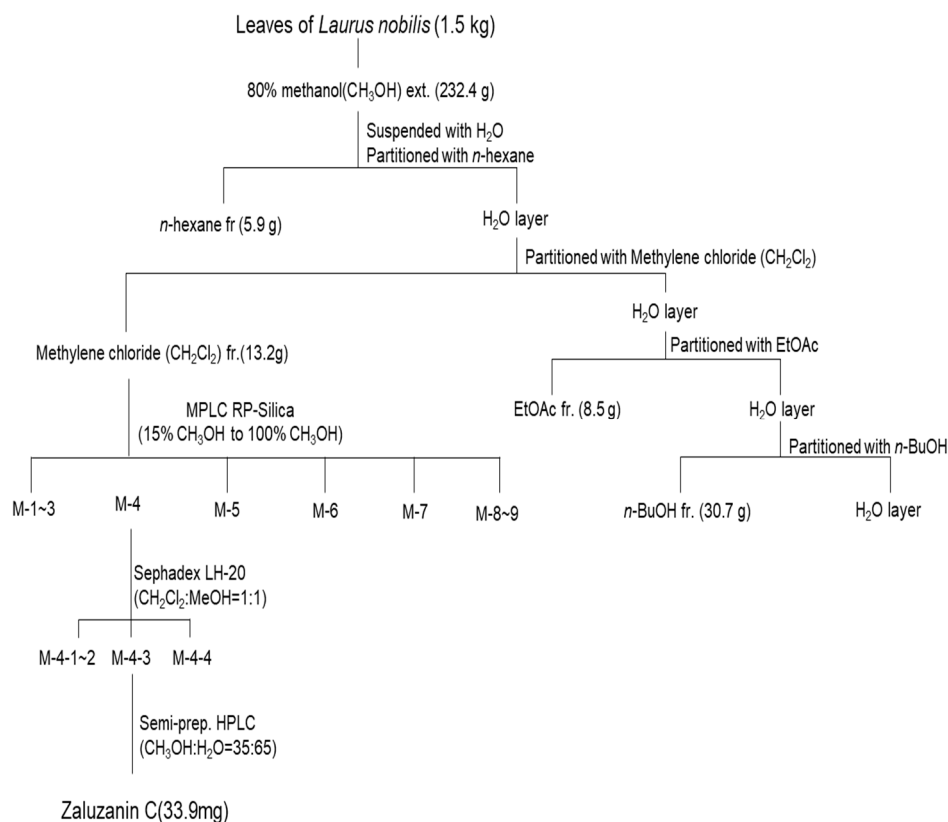 Leaves of Laurus nobilis (1.5 kg)
80% methanol(CH₃OH) ext. (232.4 g)
Suspended with H₂O
Partitioned with n-hexane
n-hexane fr (5.9 g)
H₂O layer
Partitioned with Methylene chloride (CH₂Cl₂)
H₂O layer
Methylene chloride (CH₂Cl₂) fr.(13.2g)
Partitioned with EtOAc
EtOAc fr. (8.5 g)
H₂O layer
MPLC RP-Silica
(15% CH₃OH to 100% CH₃OH)
Partitioned with n-BuOH
M-1~3
M-4
M-5
M-6
M-7
M-8~9
n-BuOH fr. (30.7 g)
H₂O layer
Sephadex LH-20
(CH₂Cl₂:MeOH=1:1)
M-4-1~2
M-4-3
M-4-4
Semi-prep. HPLC
(CH₃OH:H₂O=35:65)
Zaluzanin C(33.9mg)